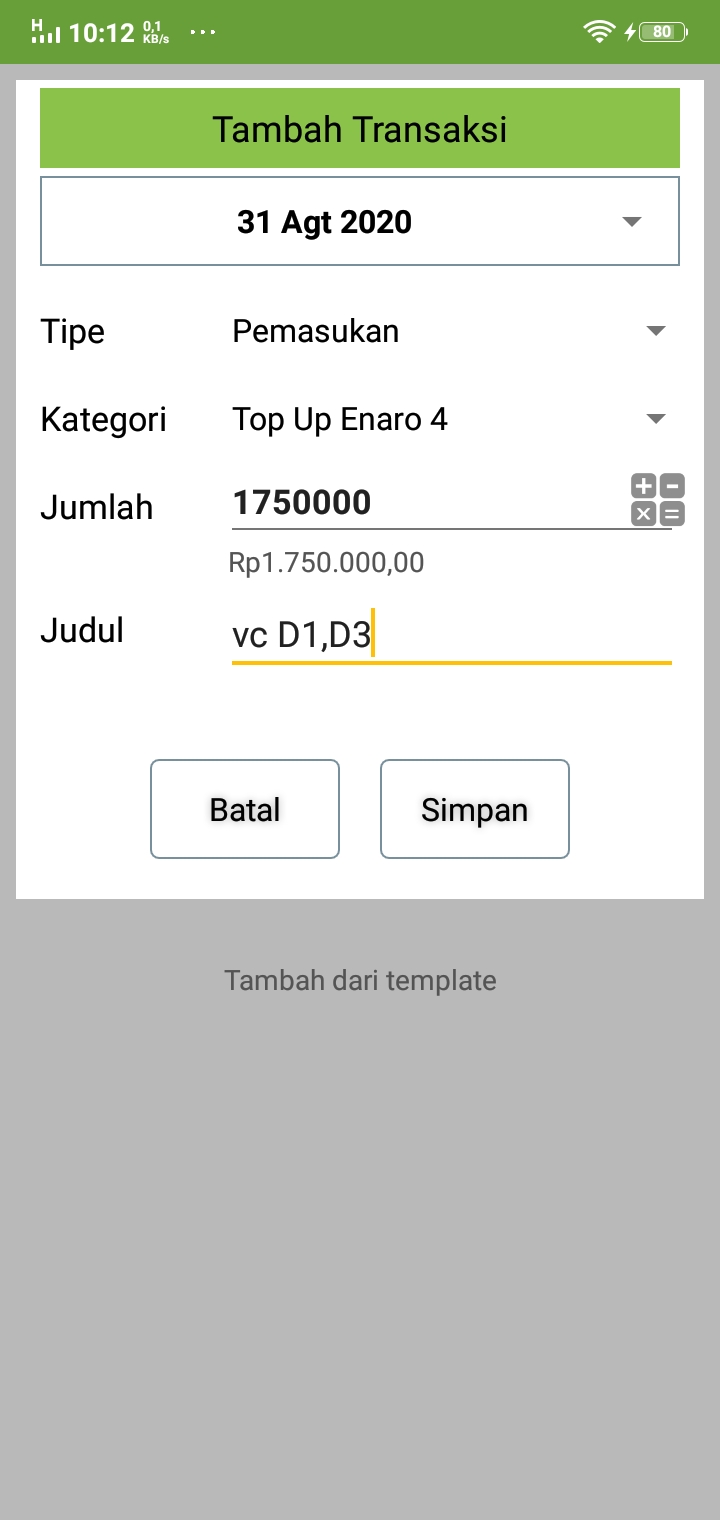 H 10:12 0,1 KB/s ... 80
Tambah Transaksi
31 Agt 2020
Tipe Pemasukan
Kategori Top Up Enaro 4
Jumlah 1750000
Rp1.750.000,00
Judul vc D1,D3
Batal Simpan
Tambah dari template